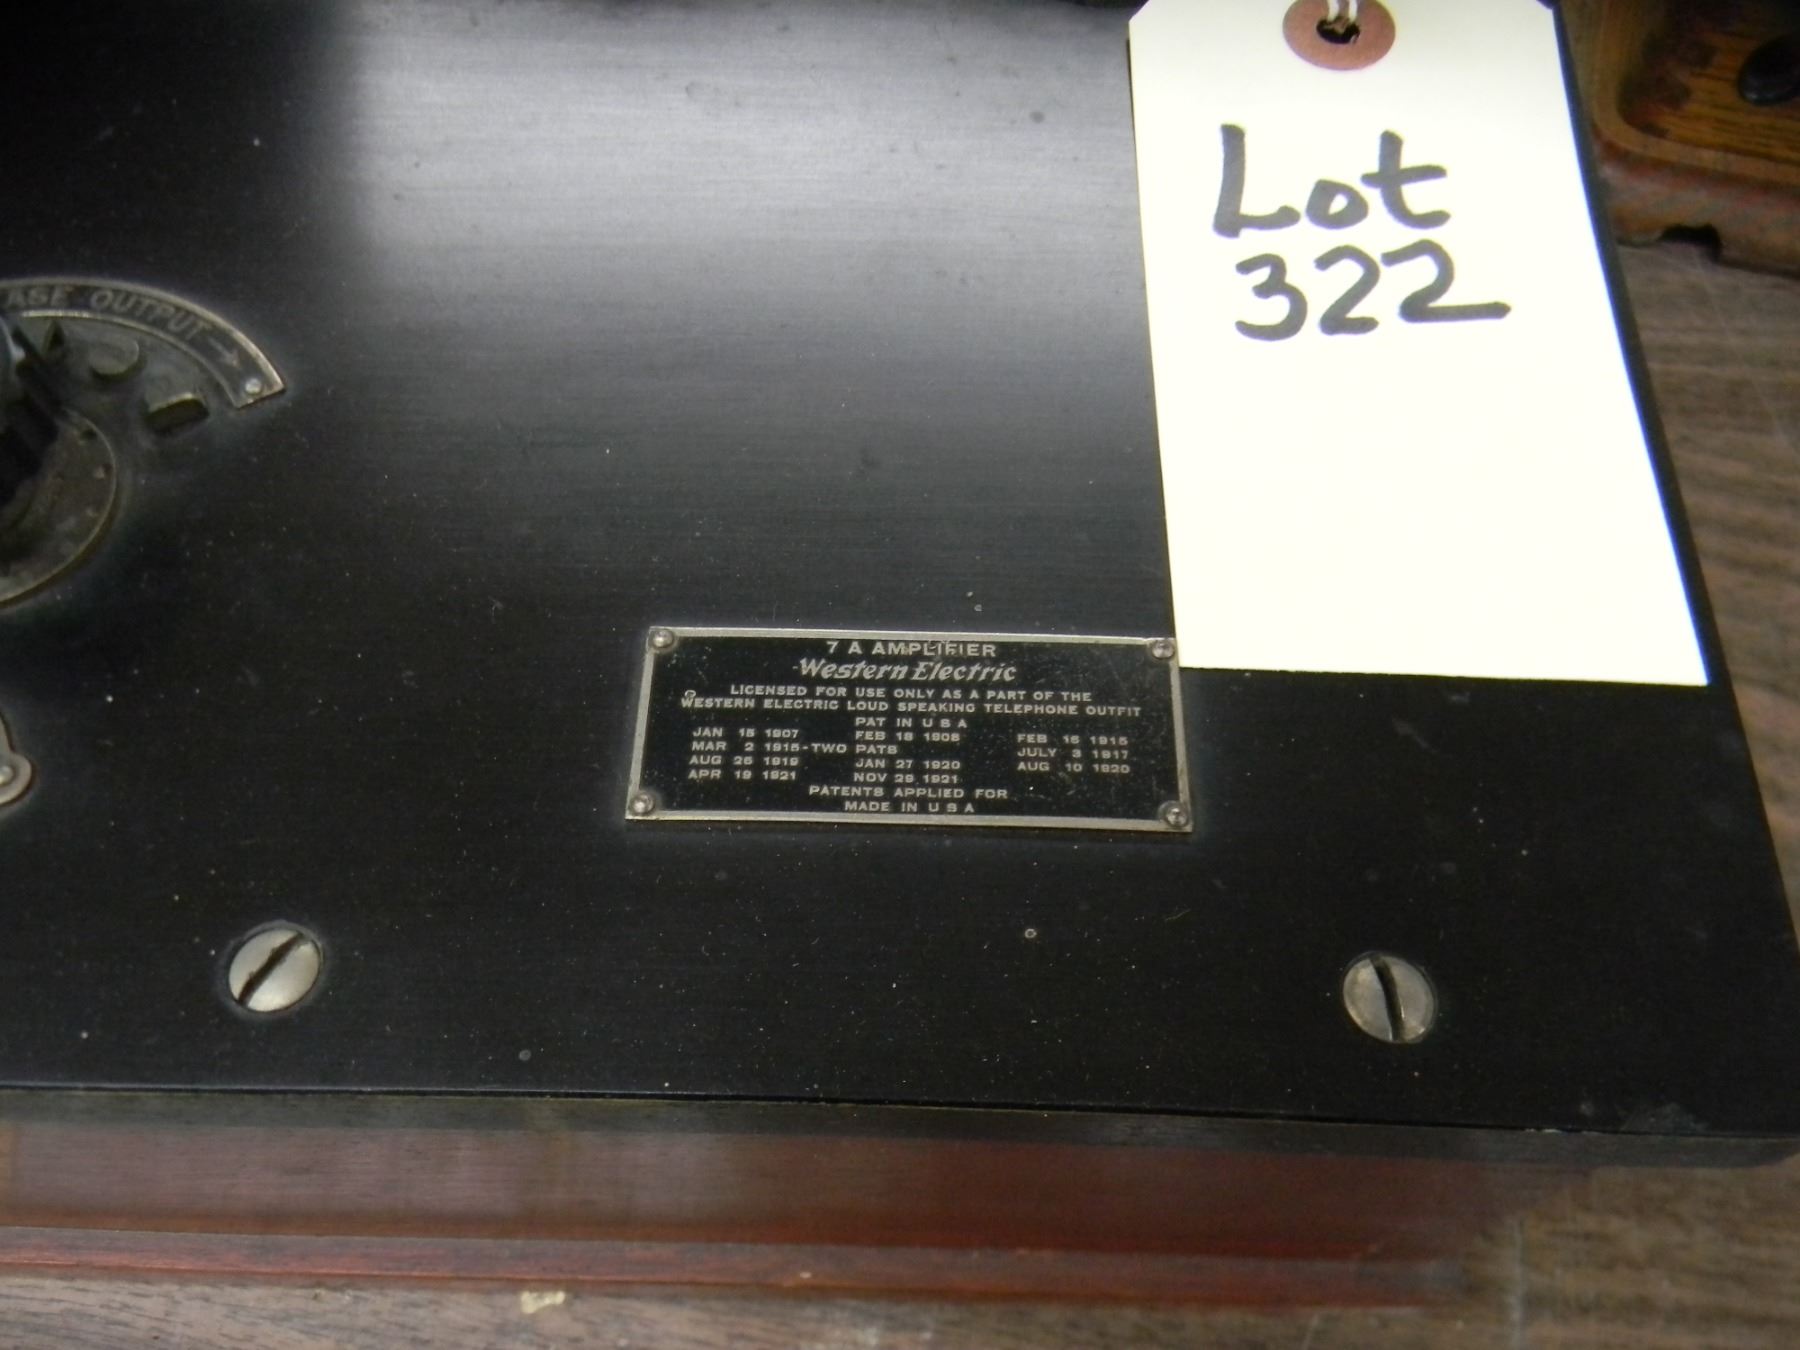 Lot
322
ASE OUTPUT →
7 A AMPLIFIER
Western Electric
LICENSED FOR USE ONLY AS A PART OF THE
WESTERN ELECTRIC LOUD SPEAKING TELEPHONE OUTFIT
PAT IN U S A
JAN 15 1907 FEB 18 1908 FEB 16 1915
MAR 2 1915-TWO PATS JULY 3 1917
AUG 26 1919 JAN 27 1920 AUG 10 1920
APR 19 1921 NOV 29 1921
PATENTS APPLIED FOR
MADE IN U S A